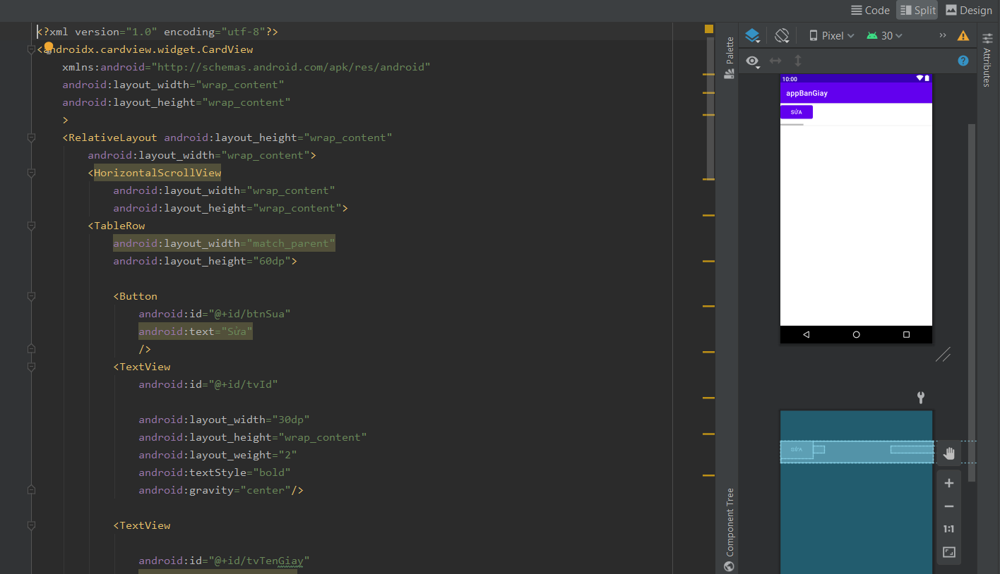 Code Split Design
<?xml version="1.0" encoding="utf-8"?>
<androidx.cardview.widget.CardView
xmlns:android="http://schemas.android.com/apk/res/android"
android:layout_width="wrap_content"
android:layout_height="wrap_content"
>
<RelativeLayout android:layout_height="wrap_content"
android:layout_width="wrap_content">
<HorizontalScrollView
android:layout_width="wrap_content"
android:layout_height="wrap_content">
<TableRow
android:layout_width="match_parent"
android:layout_height="60dp">
<Button
android:id="@+id/btnSua"
android:text="Sửa"
/>
<TextView
android:id="@+id/tvId"
android:layout_width="30dp"
android:layout_height="wrap_content"
android:layout_weight="2"
android:textStyle="bold"
android:gravity="center"/>
<TextView
android:id="@+id/tvTenGiay"
Palette
Component Tree
Pixel 30 »
?
10:00
appBanGiay
SỬA
SỬA
1:1
Attributes